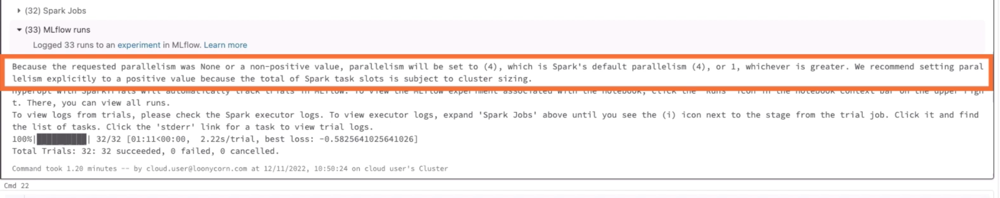 (32) Spark Jobs
(33) MLflow runs
Logged 33 runs to an experiment in MLflow. Learn more
Because the requested parallelism was None or a non-positive value, parallelism will be set to (4), which is Spark's default parallelism (4), or 1, whichever is greater. We recommend setting paral
lelism explicitly to a positive value because the total of Spark task slots is subject to cluster sizing.
Hyperopt with SparkTrials will automatically track trials in MLflow. To view the MLflow experiment associated with the notebook, click the 'Runs' icon in the notebook context bar on the upper righ
t. There, you can view all runs.
To view logs from trials, please check the Spark executor logs. To view executor logs, expand 'Spark Jobs' above until you see the (i) icon next to the stage from the trial job. Click it and find
the list of tasks. Click the 'stderr' link for a task to view trial logs.
100%|██████████| 32/32 [01:11<00:00,  2.22s/trial, best loss: -0.5825641025641026]
Total Trials: 32: 32 succeeded, 0 failed, 0 cancelled.
Command took 1.20 minutes -- by cloud.user@loonycorn.com at 12/11/2022, 10:50:24 on cloud user's Cluster
Cmd 22